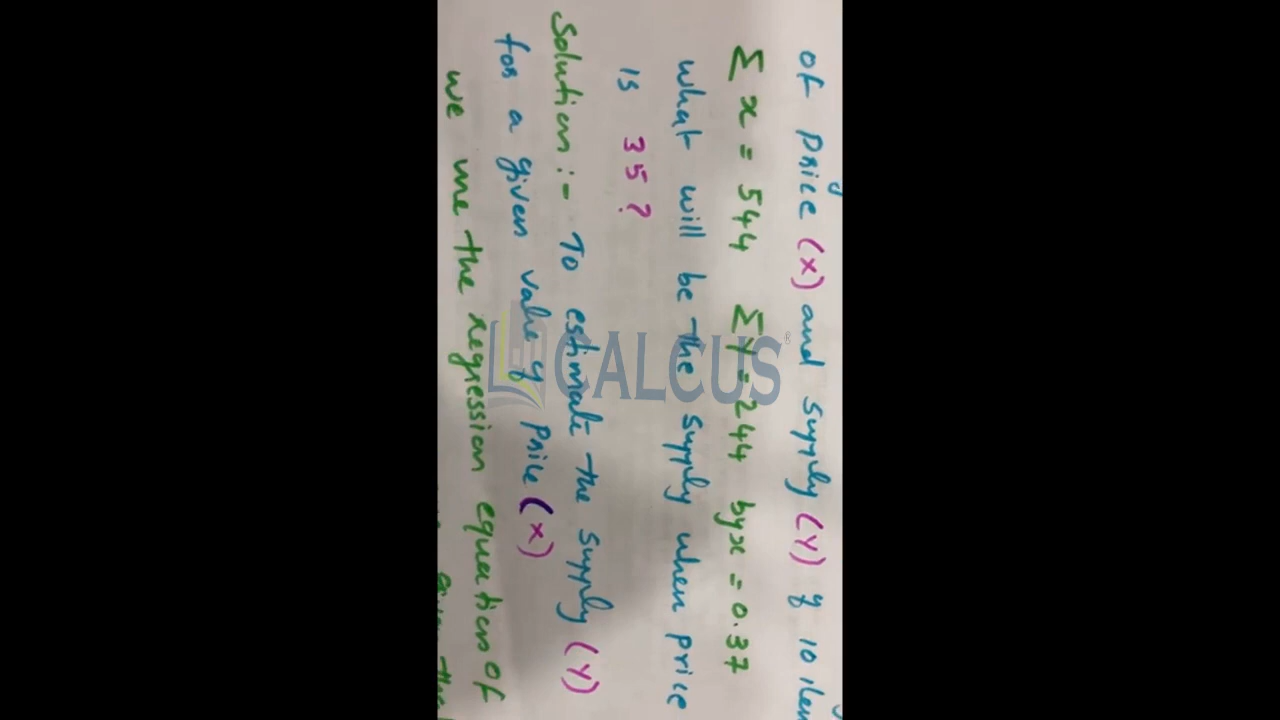 of price (X) and supply (Y) of 10 item
Σx = 544 ΣY = 244 byx = 0.37
what will be the supply when price
is 35?
Solution :- To estimate the supply (Y)
for a given value of price (X)
we use the regression equation of
CALCUS